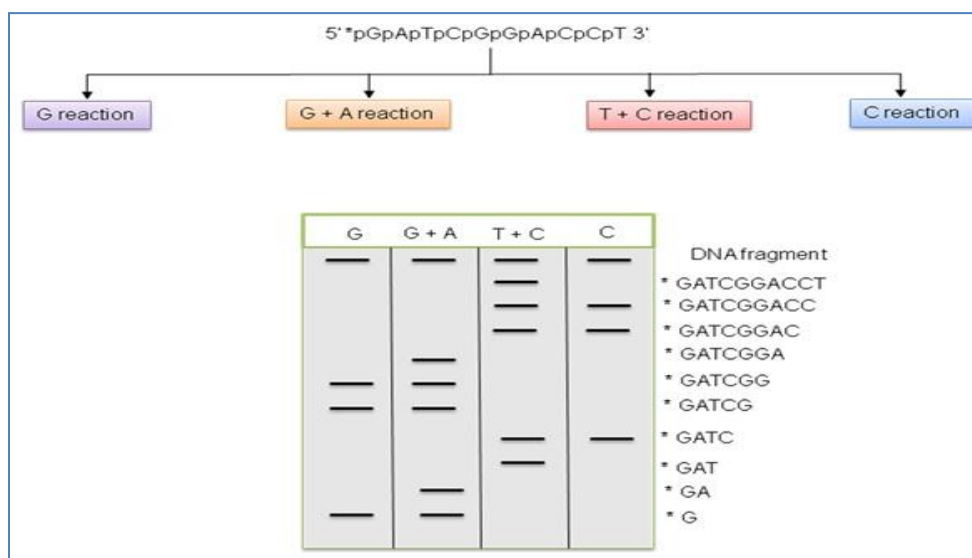 5' *pGpApTpCpGpGpApCpCpT 3'
G reaction
G + A reaction
T + C reaction
C reaction
G
G + A
T + C
C
DNA fragment
* GATCGGACCT
* GATCGGACC
* GATCGGAC
* GATCGGA
* GATCGG
* GATCG
* GATC
* GAT
* GA
* G